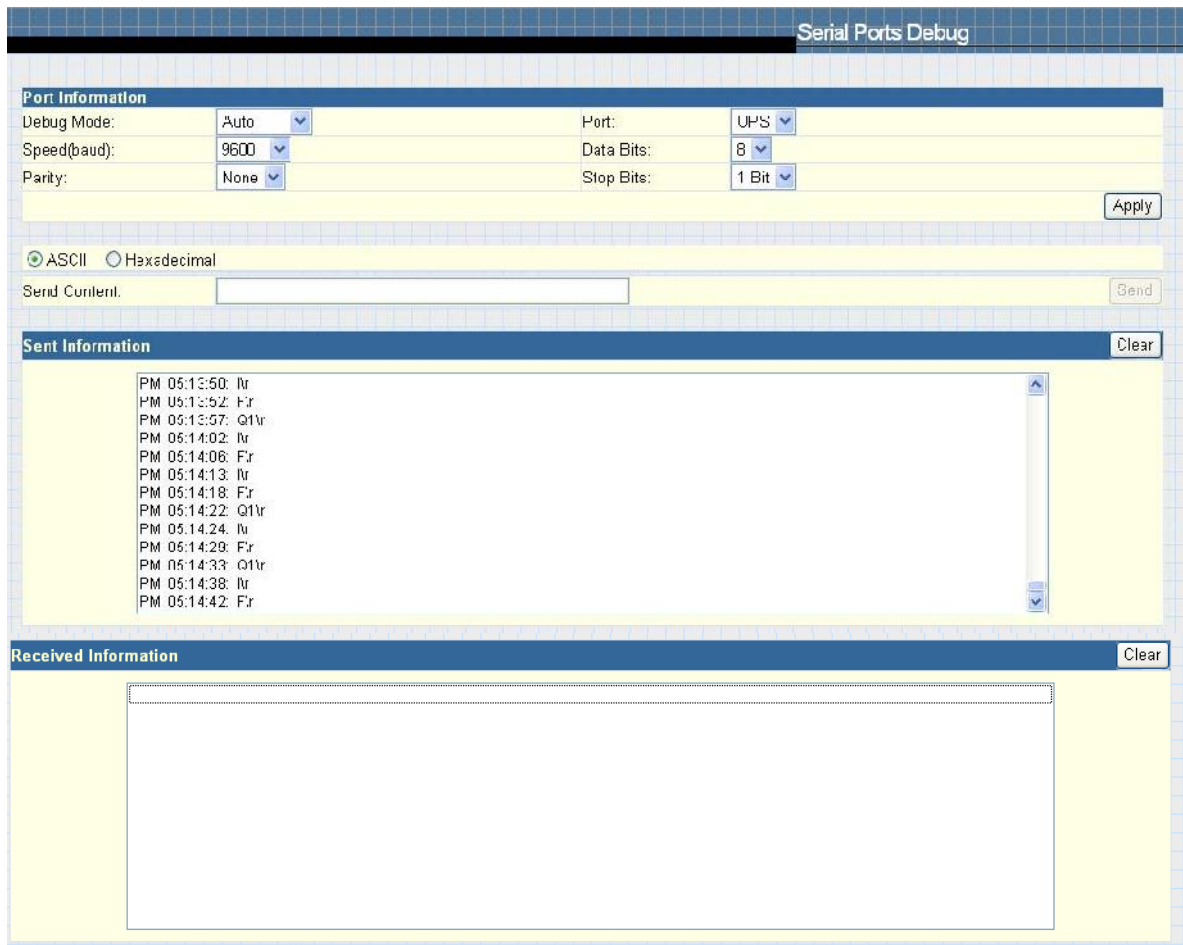 Serial Ports Debug
Port Information
Debug Mode: Auto Port: UPS
Speed(baud): 9600 Data Bits: 8
Parity: None Stop Bits: 1 Bit
Apply
ASCII Hexadecimal
Send Content: Send
Sent Information Clear
PM 05:13:50: I\r
PM 05:13:52: F\r
PM 05:13:57: Q1\r
PM 05:14:02: I\r
PM 05:14:06: F\r
PM 05:14:13: I\r
PM 05:14:18: F\r
PM 05:14:22: Q1\r
PM 05:14:24: I\r
PM 05:14:29: F\r
PM 05:14:33: Q1\r
PM 05:14:38: I\r
PM 05:14:42: F\r
Received Information Clear